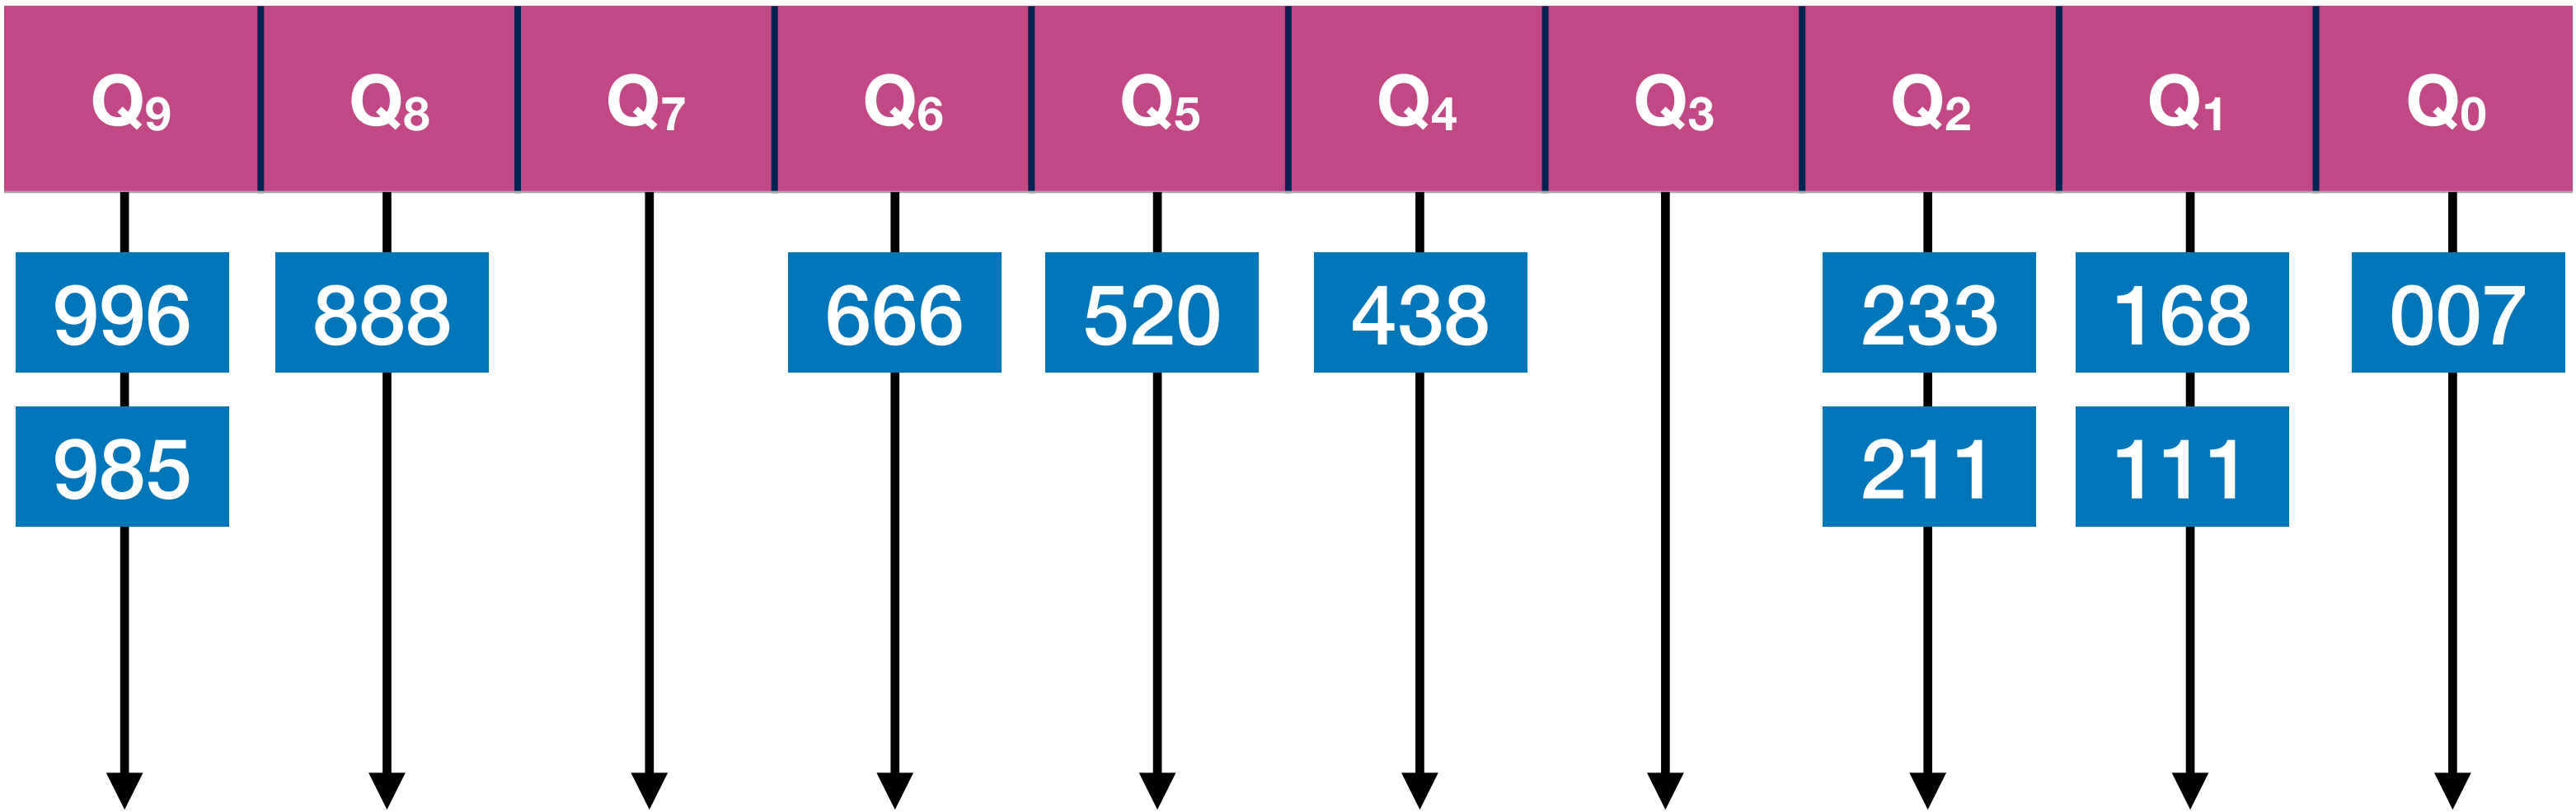 Q₉ Q₈ Q₇ Q₆ Q₅ Q₄ Q₃ Q₂ Q₁ Q₀
996 888 666 520 438 233 168 007
985 211 111